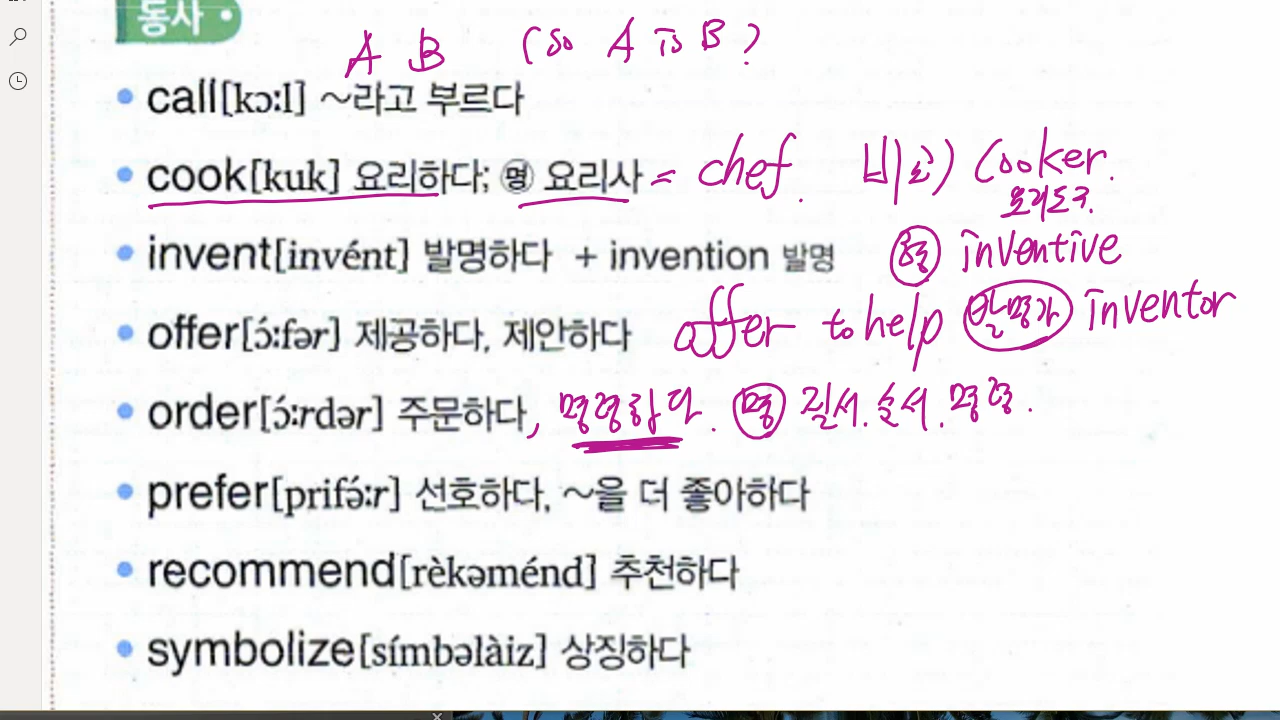 동사
A B (so A is B)
call[kɔːl] ~라고 부르다
cook[kuk] 요리하다; 명 요리사 = chef. 비교) Cooker.
요리도구.
invent[invént] 발명하다 + invention 발명 형 inventive
offer[ɔ́ːfər] 제공하다, 제안하다 offer to help 발명가 inventor
order[ɔ́ːrdər] 주문하다, 명령하다. 명 질서. 순서. 명령.
prefer[prifə́ːr] 선호하다, ~을 더 좋아하다
recommend[rèkəménd] 추천하다
symbolize[símbəlàiz] 상징하다